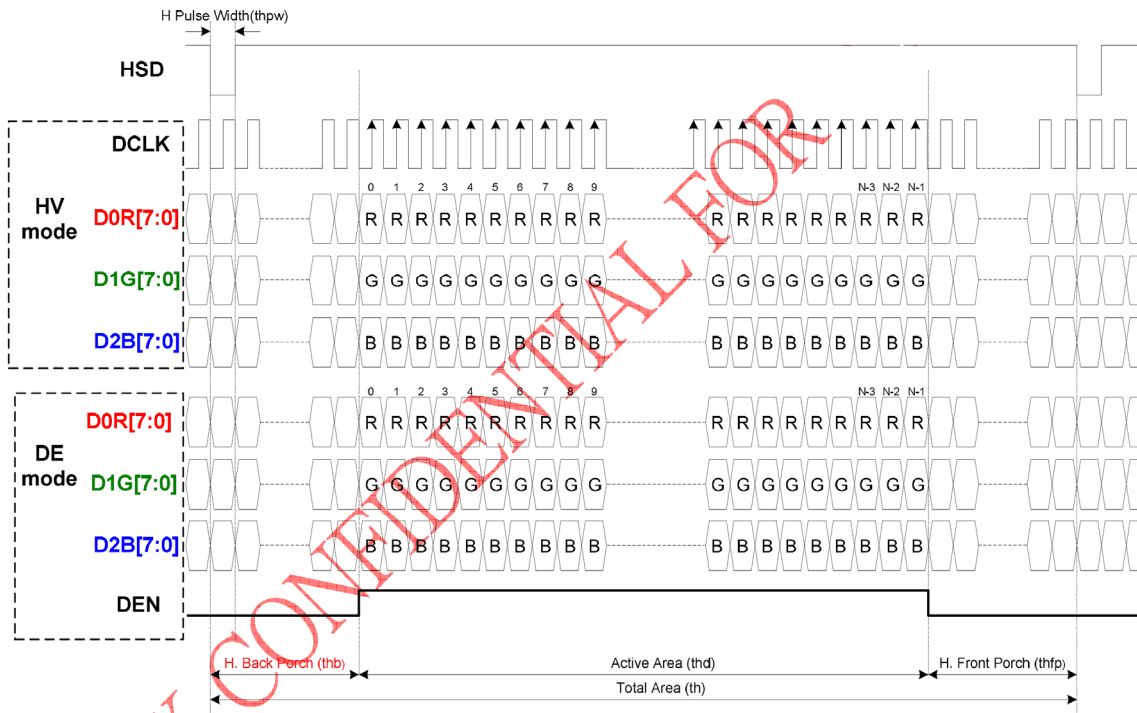 H Pulse Width(thpw)
HSD
DCLK
HV mode
0 1 2 3 4 5 6 7 8 9 N-3 N-2 N-1
D0R[7:0] R R R R R R R R R R R R R R R R R R R
D1G[7:0] G G G G G G G G G G G G G G G G G G G
D2B[7:0] B B B B B B B B B B B B B B B B B B B
DE mode
0 1 2 3 4 5 6 7 8 9 N-3 N-2 N-1
D0R[7:0] R R R R R R R R R R R R R R R R R R R
D1G[7:0] G G G G G G G G G G G G G G G G G G G
D2B[7:0] B B B B B B B B B B B B B B B B B B B
DEN
H. Back Porch (thb) Active Area (thd) H. Front Porch (thfp)
Total Area (th)
CONFIDENTIAL FOR